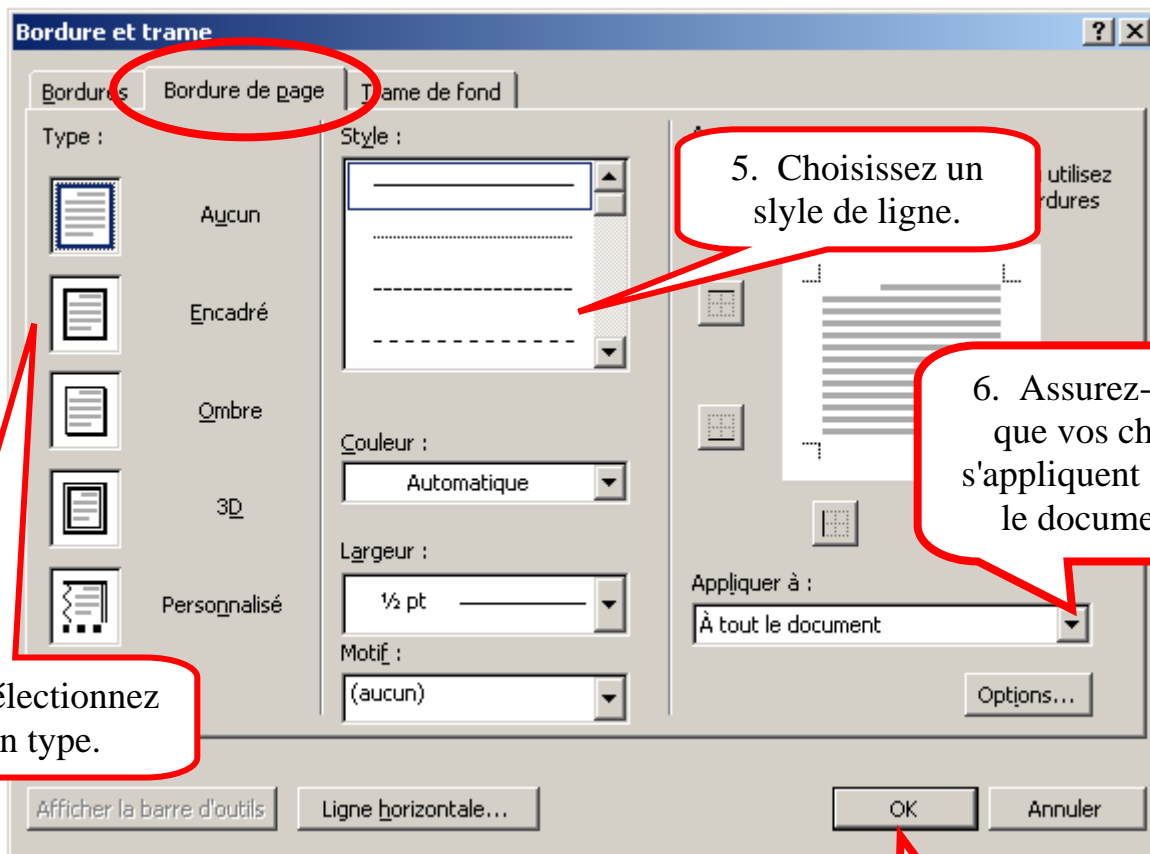 Bordure et trame
Bordures Bordure de page Trame de fond
Type :
Aucun
Encadré
Ombre
3D
Personnalisé
électionnez
n type.
Style :
Couleur :
Automatique
Largeur :
½ pt
Motif :
(aucun)
5. Choisissez un
slyle de ligne.
utilisez
rdures
6. Assurez-
que vos ch
s'appliquent
le docume
Appliquer à :
À tout le document
Options...
Afficher la barre d'outils
Ligne horizontale...
OK
Annuler